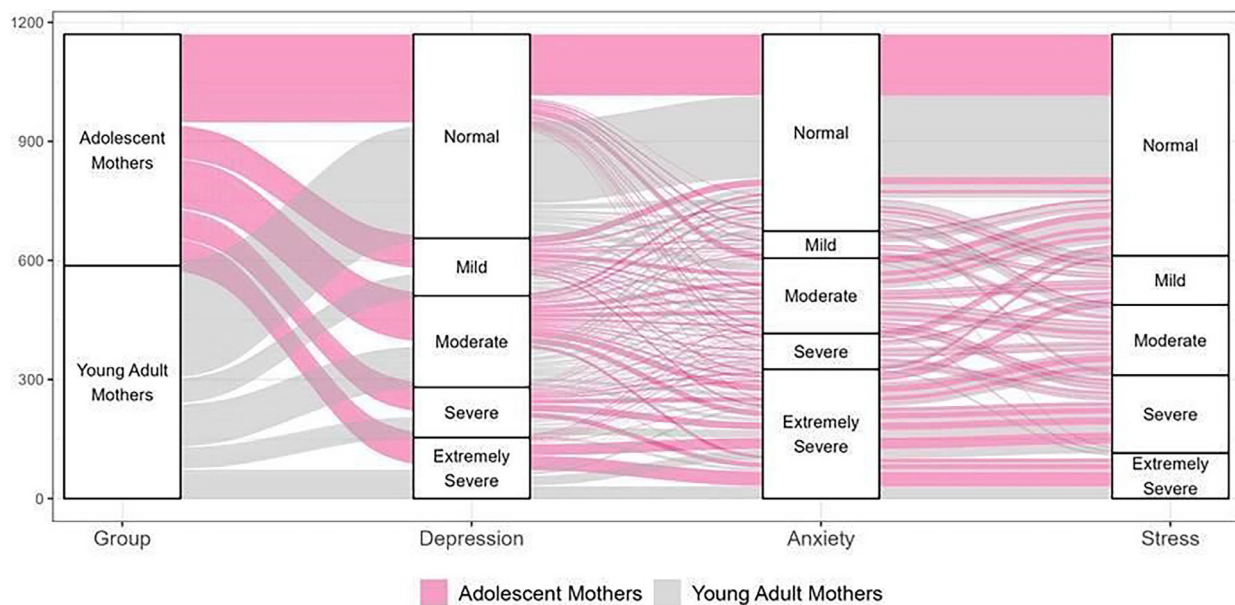 1200
900
600
300
0
Adolescent
Mothers
Young Adult
Mothers
Normal
Mild
Moderate
Severe
Extremely
Severe
Normal
Mild
Moderate
Severe
Extremely
Severe
Normal
Mild
Moderate
Severe
Extremely
Severe
Group
Depression
Anxiety
Stress
Adolescent Mothers
Young Adult Mothers